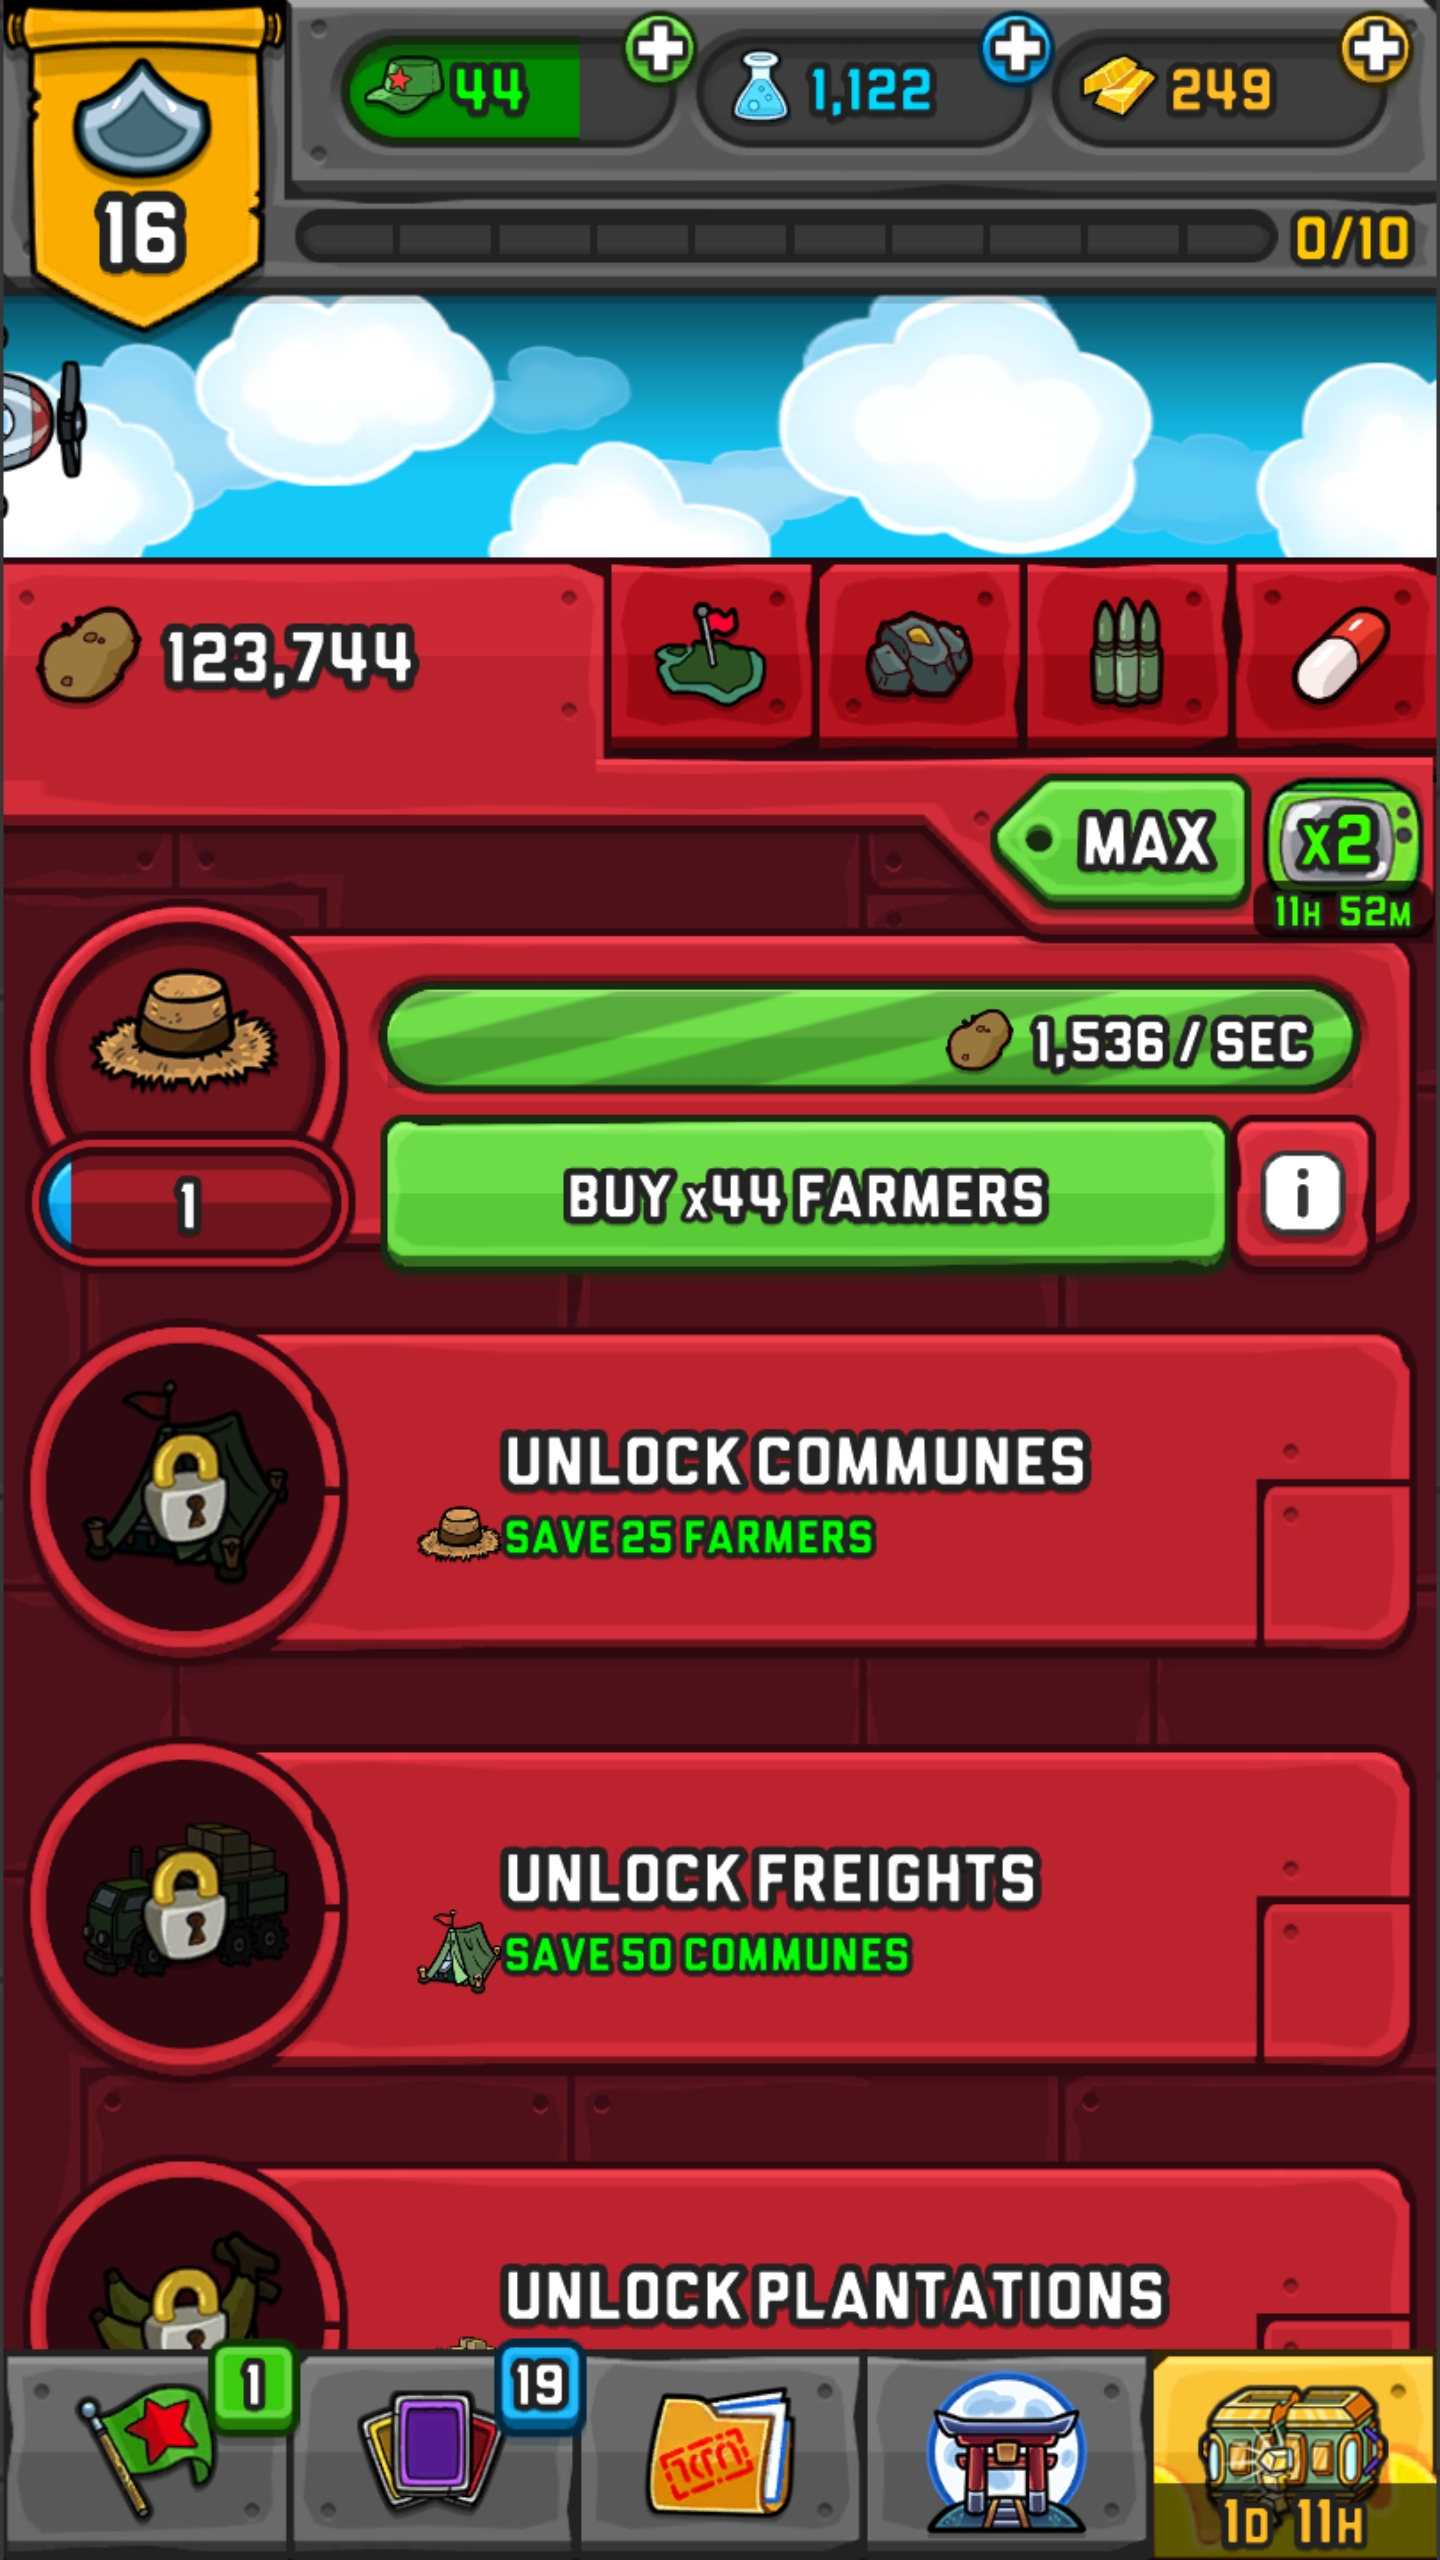 44
1,122
249
16
0/10
123,744
MAX
x2
11H 52M
1,536 / SEC
1
BUY x44 FARMERS
i
UNLOCK COMMUNES
SAVE 25 FARMERS
UNLOCK FREIGHTS
SAVE 50 COMMUNES
UNLOCK PLANTATIONS
1
19
1D 11H